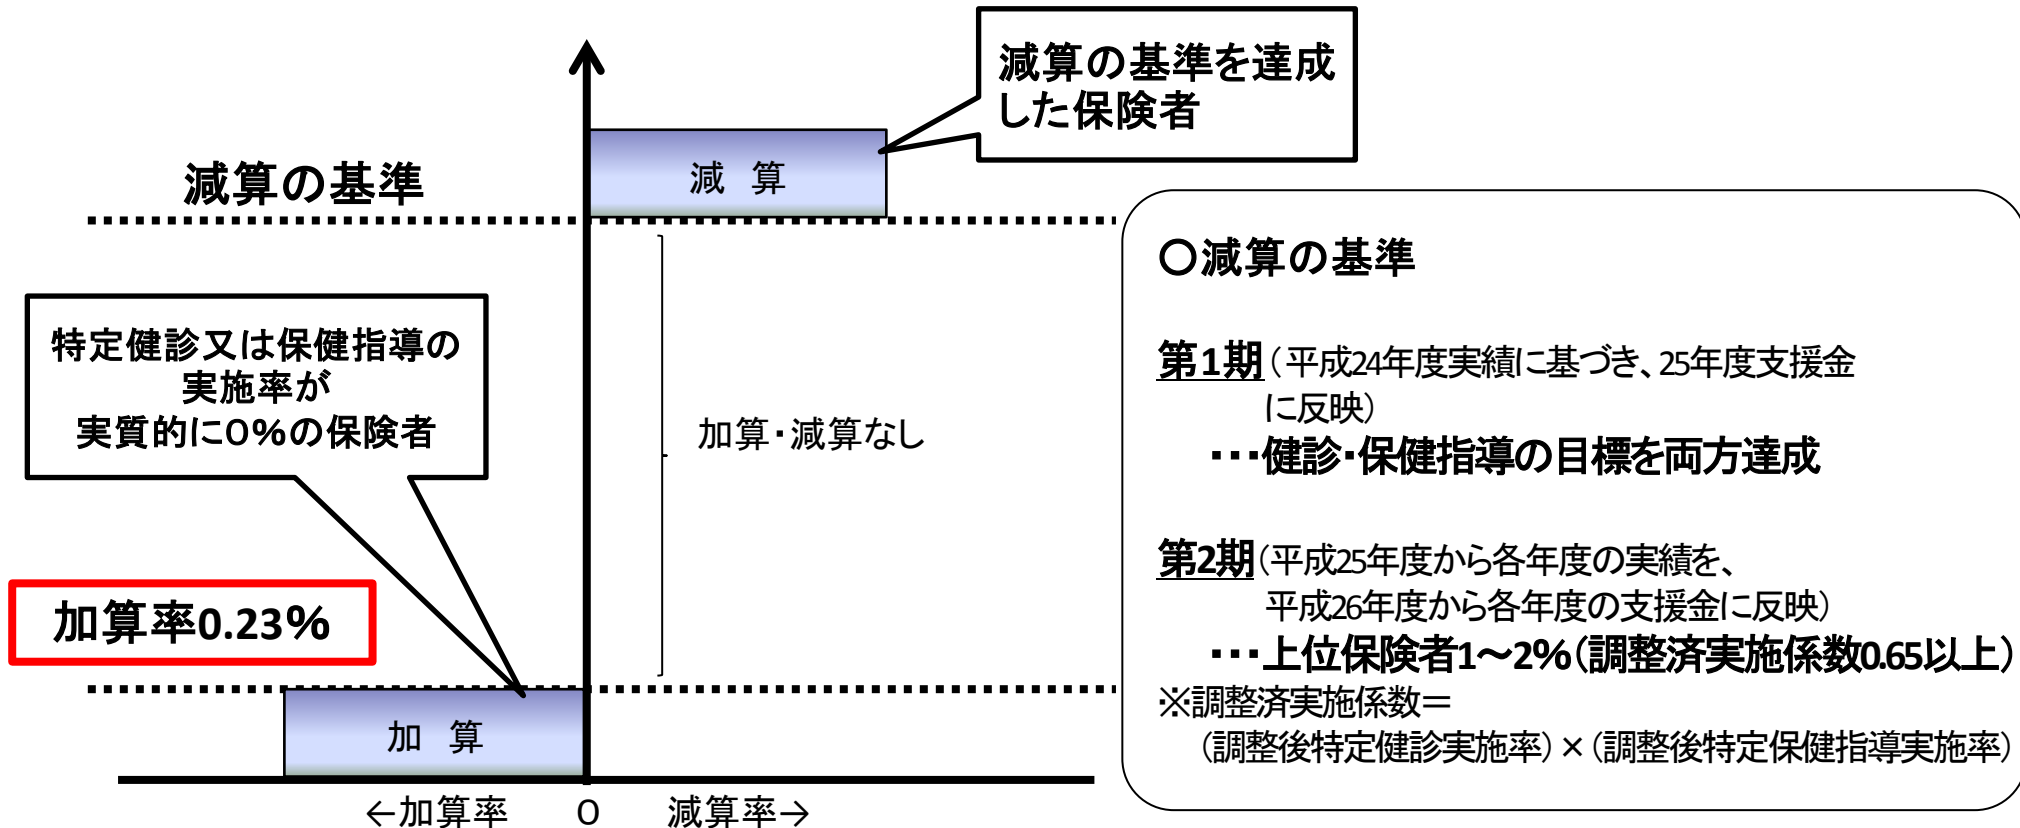 減算の基準を達成
した保険者
減 算
減算の基準
特定健診又は保健指導の
実施率が
実質的に0%の保険者
加算・減算なし
加算率0.23%
加 算
←加算率 0 減算率→
○減算の基準
第1期(平成24年度実績に基づき、25年度支援金
に反映)
・・・健診・保健指導の目標を両方達成
第2期(平成25年度から各年度の実績を、
平成26年度から各年度の支援金に反映)
・・・上位保険者1～2%(調整済実施係数0.65以上)
※調整済実施係数＝
(調整後特定健診実施率)×(調整後特定保健指導実施率)